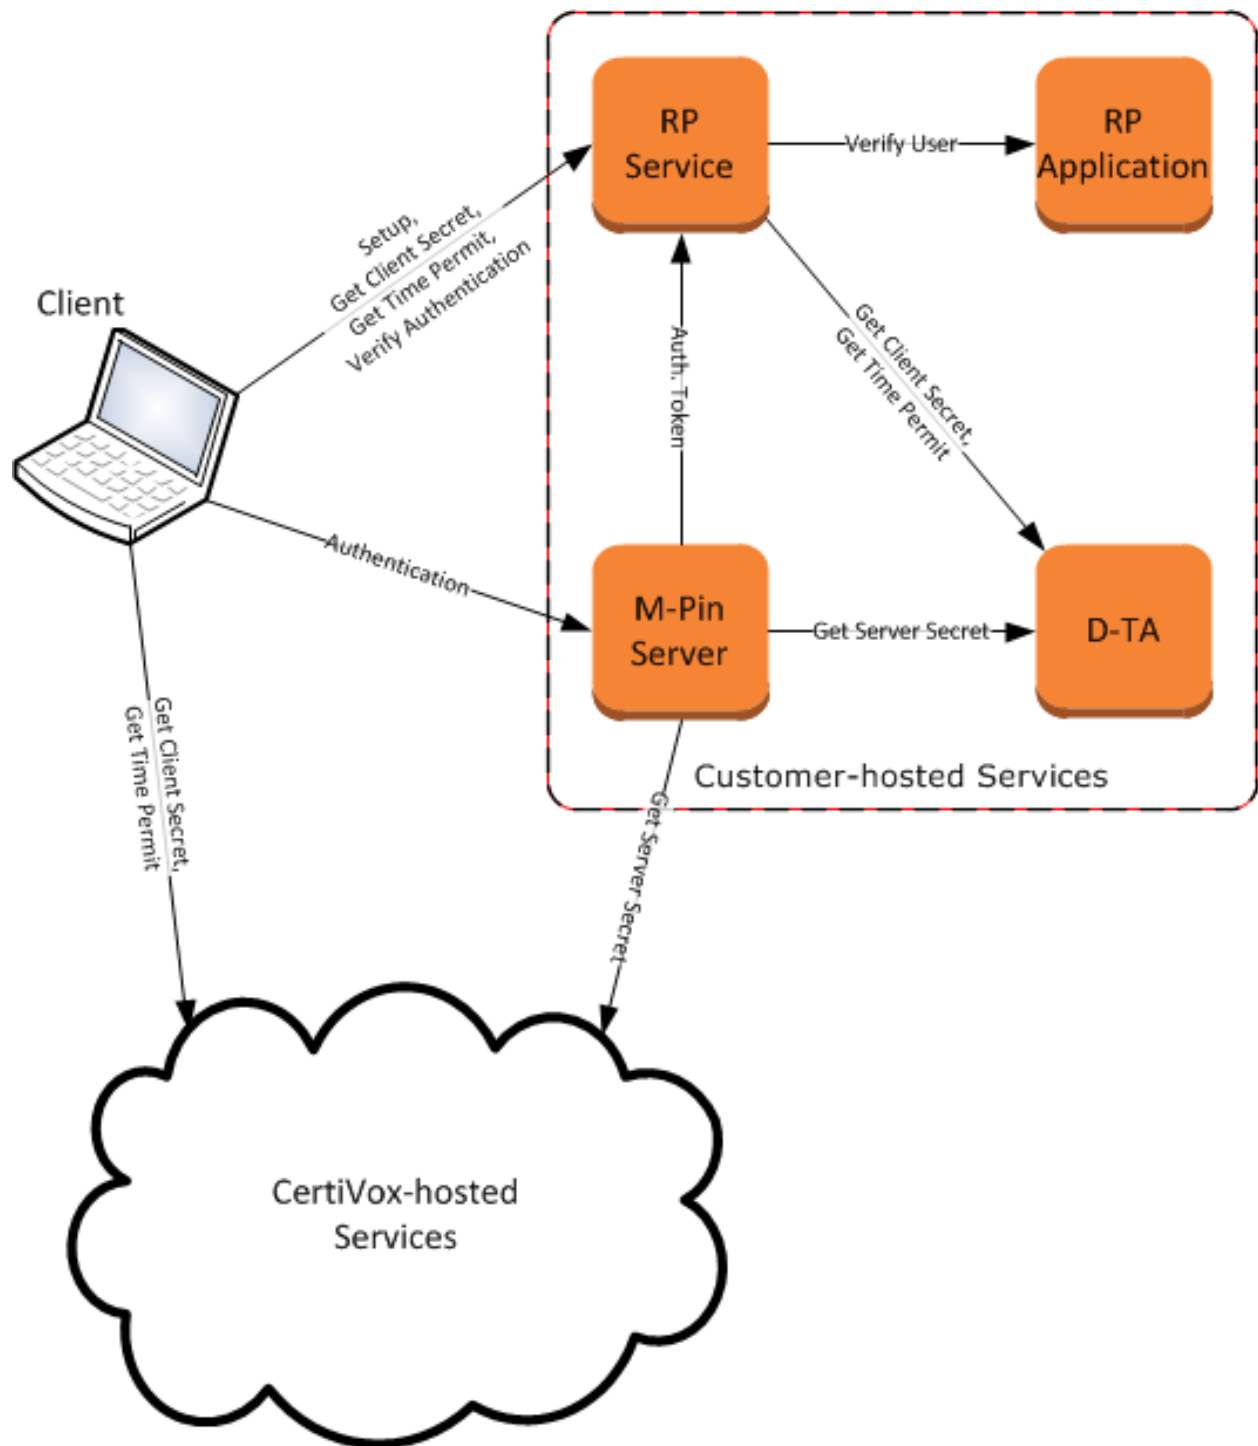 RP
Service
Verify User
RP
Application
Setup,
Get Client Secret,
Get Time Permit,
Verify Authentication
Client
Auth. Token
Get Client Secret,
Get Time Permit
Authentication
M-Pin
Server
Get Server Secret
D-TA
Customer-hosted Services
Get Client Secret,
Get Time Permit
Get Server Secret
CertiVox-hosted
Services